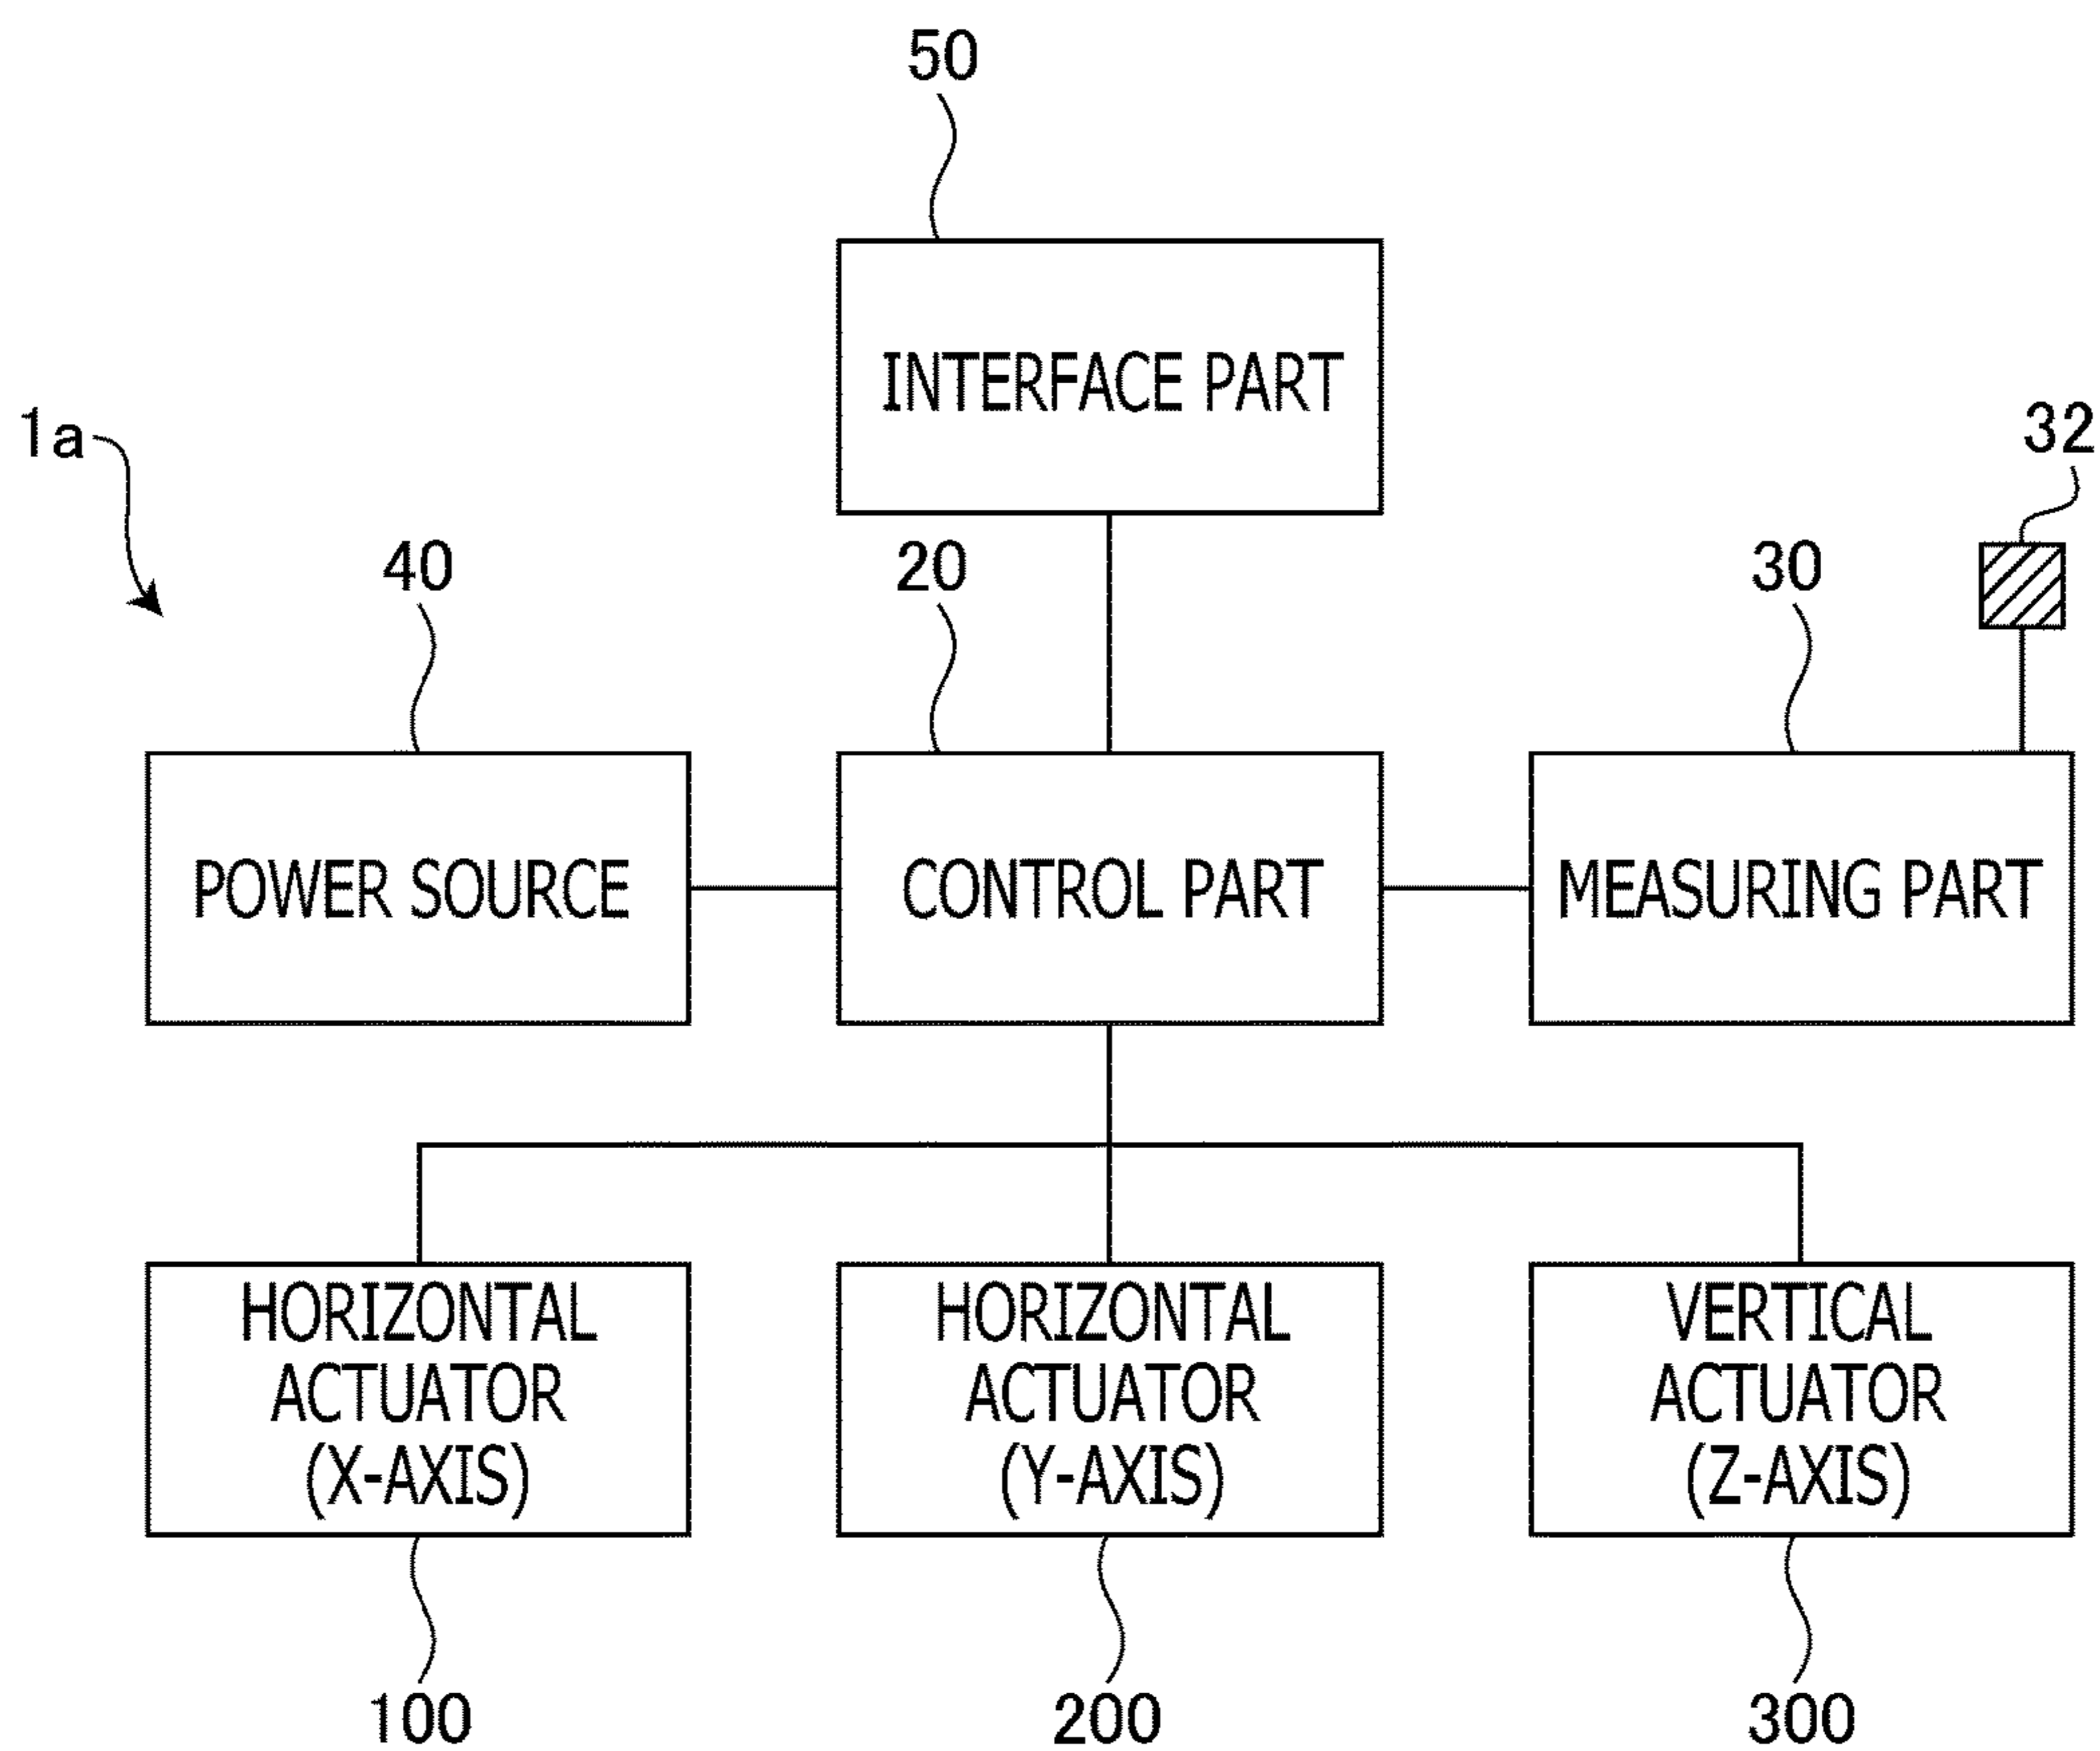 50
INTERFACE PART
1a
32
40
20
30
POWER SOURCE
CONTROL PART
MEASURING PART
HORIZONTAL
ACTUATOR
(X-AXIS)
HORIZONTAL
ACTUATOR
(Y-AXIS)
VERTICAL
ACTUATOR
(Z-AXIS)
100
200
300